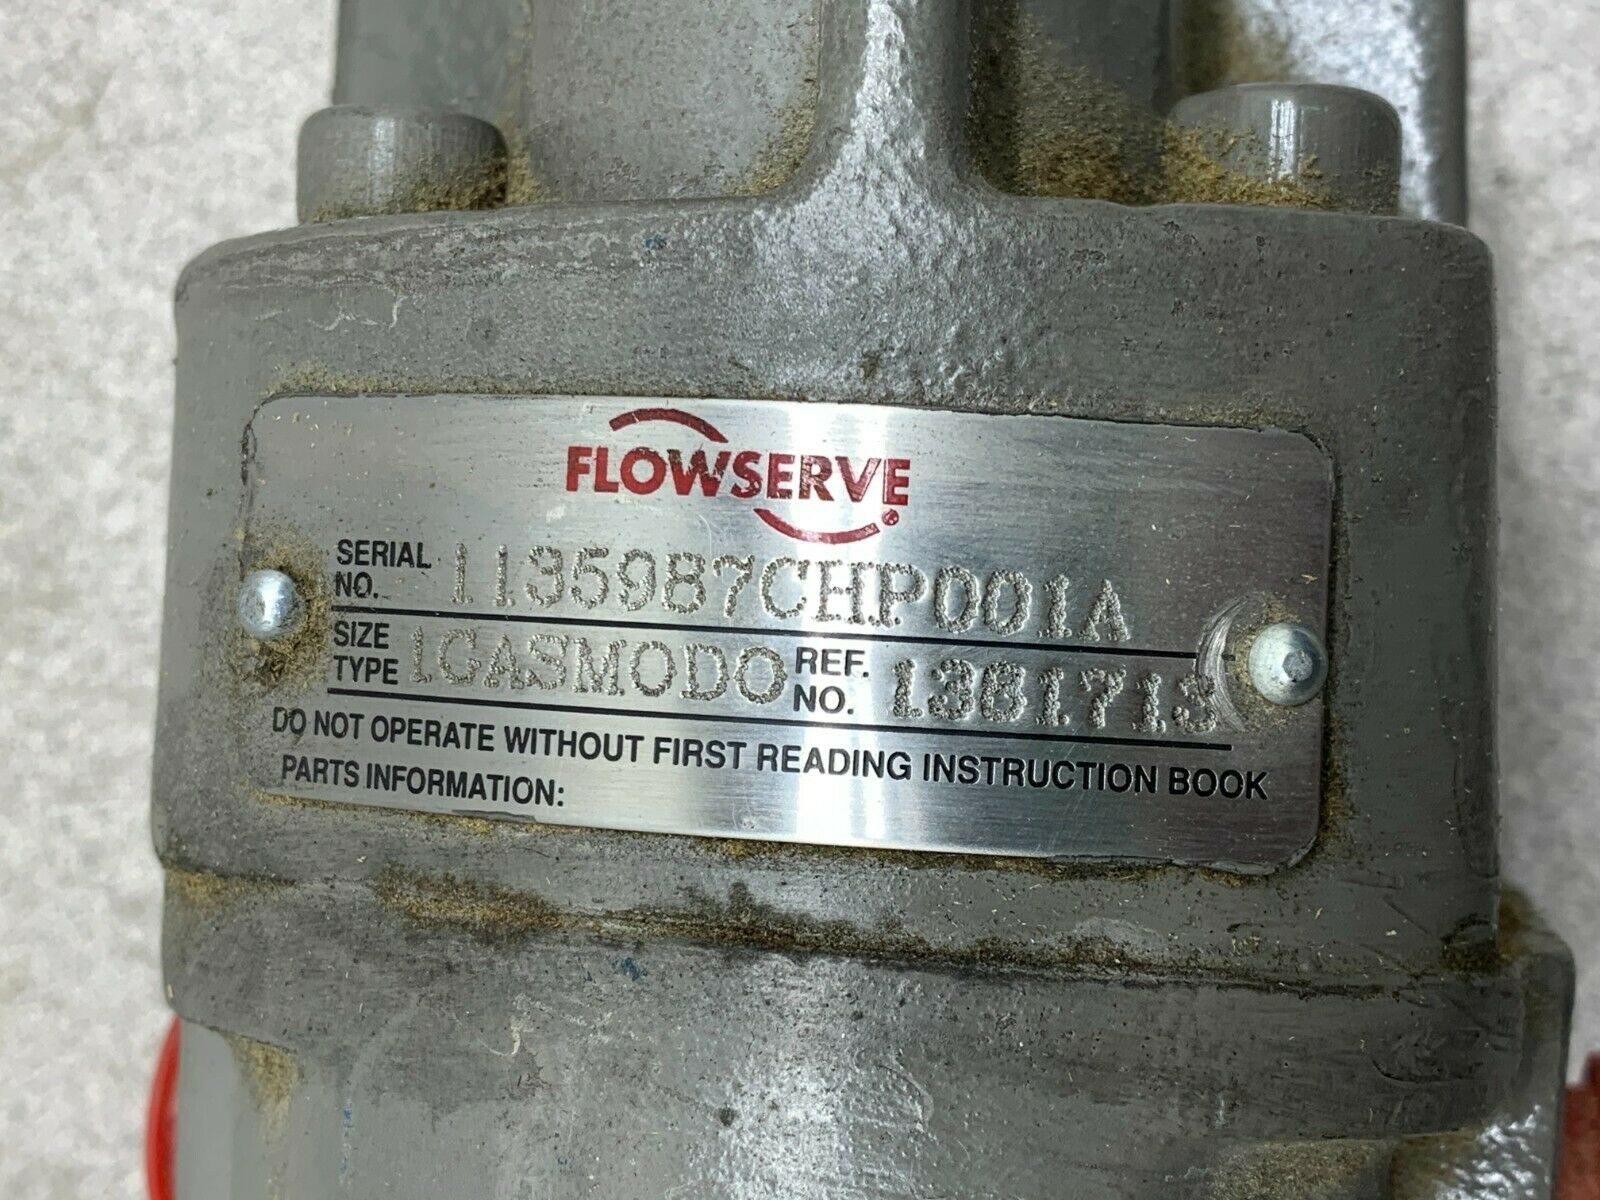 FLOWSERVE
SERIAL NO. 1135987CHP001A
SIZE TYPE 1GASMODO REF. NO. 1381713
DO NOT OPERATE WITHOUT FIRST READING INSTRUCTION BOOK
PARTS INFORMATION: